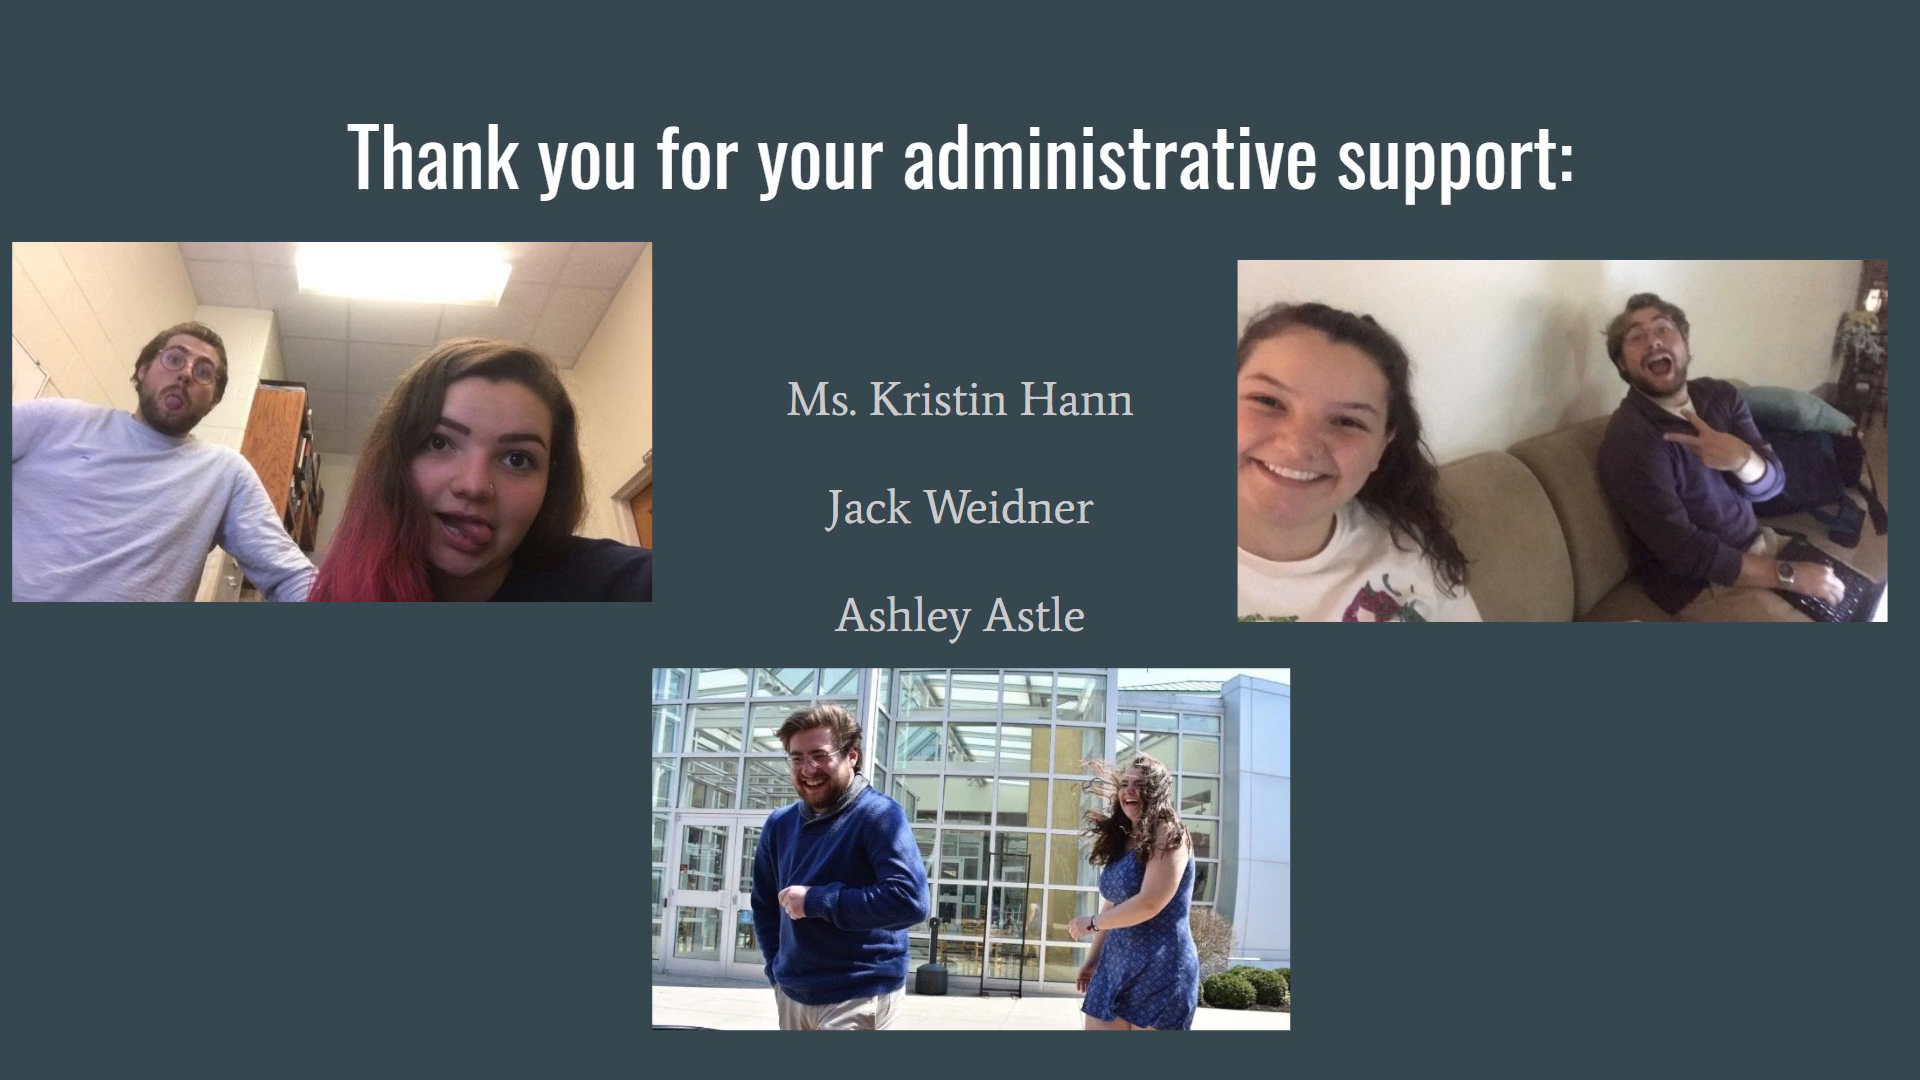 Thank you for your administrative support:
Ms. Kristin Hann
Jack Weidner
Ashley Astle